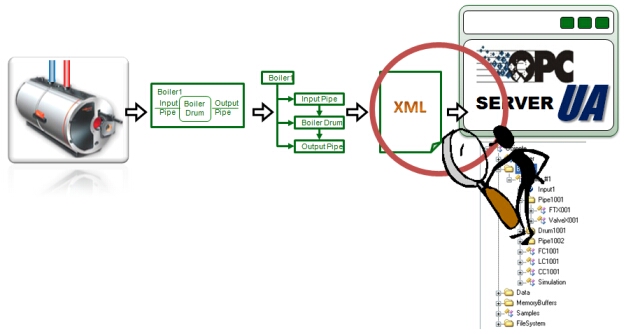 Boiler1
Input
Pipe
Boiler
Drum
Output
Pipe
Boiler1
Input Pipe
Boiler Drum
Output Pipe
XML
OPC
SERVER UA
#1
Input1
Pipe1001
FTX001
ValveX001
Drum1001
Pipe1002
FC1001
LC1001
CC1001
Simulation
Data
MemoryBuffers
Samples
FileSystem